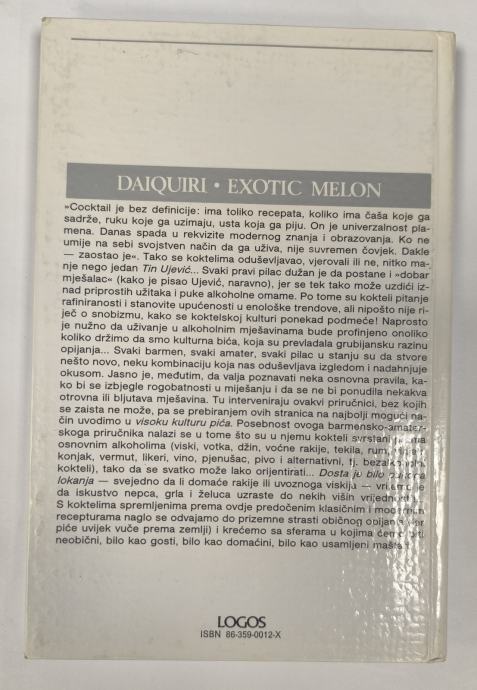 DAIQUIRI • EXOTIC MELON
»Cocktail je bez definicije: ima toliko recepata, koliko ima čaša koje ga
sadrže, ruku koje ga uzimaju, usta koja ga piju. On je univerzalnost pla-
mena. Danas spada u rekvizite modernog znanja i obrazovanja. Ko ne
umije na sebi svojstven način da ga uživa, nije suvremen čovjek. Dakle
— zaostao je«. Tako se koktelima oduševljavao, vjerovali ili ne, nitko ma-
nje nego jedan Tin Ujević... Svaki pravi pilac dužan je da postane i »dobar
mješalac« (kako je pisao Ujević, naravno), jer se tek tako može uzdići iz-
nad priprostih užitaka i puke alkoholne omame. Po tome su kokteli pitanje
rafiniranosti i stanovite upućenosti u enološke trendove, ali nipošto nije ri-
ječ o snobizmu, kako se koktelskoj kulturi ponekad podmeće! Naprosto
je nužno da uživanje u alkoholnim mješavinama bude profinjeno onoliko
koliko držimo da smo kulturna bića, koja su prevladala grubijansku razinu
opijanja... Svaki barmen, svaki amater, svaki pilac u stanju su da stvore
nešto novo, neku kombinaciju koja nas oduševljava izgledom i nadahnjuje
okusom. Jasno je, međutim, da valja poznavati neka osnovna pravila, ka-
ko bi se izbjegle rogobatnosti u miješanju i da se ne bi ponudila nekakva
otrovna ili bljutava mješavina. Tu interveniraju ovakvi priručnici, bez kojih
se zaista ne može, pa se prebiranjem ovih stranica na najbolji mogući na-
čin uvodimo u visoku kulturu pića. Posebnost ovoga barmensko-amater-
skoga priručnika nalazi se u tome što su u njemu kokteli svrstani
osnovnim alkoholima (viski, votka, džin, voćne rakije, tekila, rum,
konjak, vermut, likeri, vino, pjenušac, pivo i alternativni, tj. bezalkoholni
kokteli), tako da se svatko može lako orijentirati... Dosta je bilo
lokanja — svejedno da li domaće rakije ili uvoznoga viskija — vrijeme je
da iskustvo nepca, grla i želuca uzraste do nekih viših vrijednosti.
S koktelima spremljenima prema ovdje predočenim klasičnim i modernim
recepturama naglo se odvajamo do prizemne strasti običnog opijanja (jer
piće uvijek vuče prema zemlji) i krećemo sa sferama u kojima ćemo biti
neobični, bilo kao gosti, bilo kao domaćini, bilo kao usamljeni
LOGOS
ISBN 86-359-0012-X